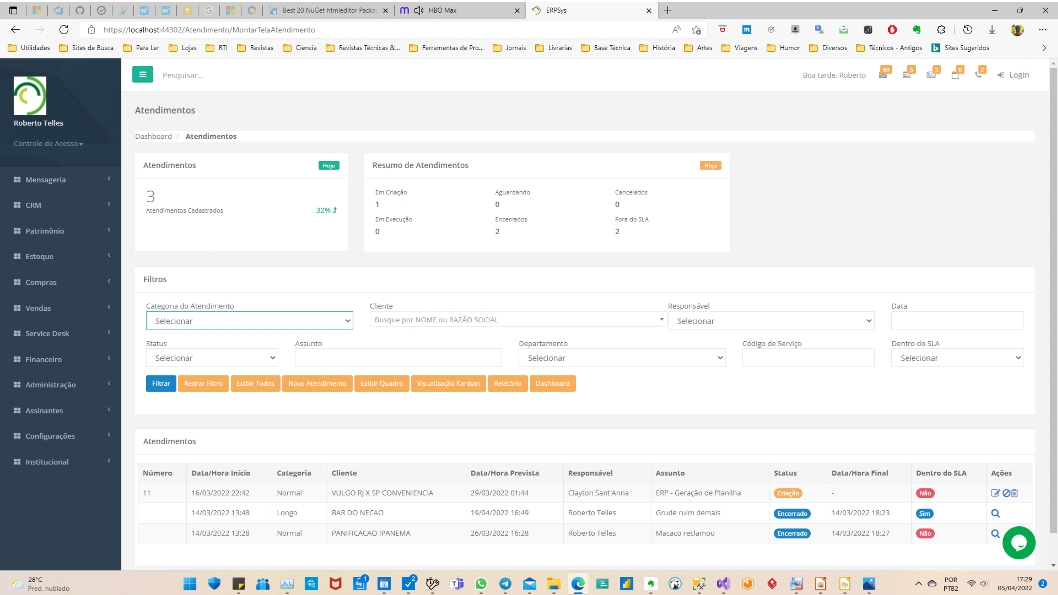 Best 20 NuGet htmleditor Packa
HBO Max
ERPSys
https://localhost:44302/Atendimento/MontarTelaAtendimento
Utilidades
Sites de Busca
Para Ler
Lojas
RTI
Revistas
Ciencia
Revistas Técnicas &...
Ferramentas de Pro...
Jornais
Livrarias
Base Técnica
História
Artes
Viagens
Humor
Diversos
Técnicos - Antigos
Sites Sugeridos
Roberto Telles
Controle de Acesso
Mensageria
CRM
Patrimônio
Estoque
Compras
Vendas
Service Desk
Financeiro
Administração
Assinantes
Configurações
Institucional
Pesquisar...
Boa tarde, Roberto
Login
Atendimentos
Dashboard / Atendimentos
Atendimentos
Hoje
3
Atendimentos Cadastrados
32%
Resumo de Atendimentos
Hoje
Em Criação Aguardando Cancelados
1 0 0
Em Execução Encerrados Fora do SLA
0 2 2
Filtros
Categoria do Atendimento Cliente Responsável Data
Selecionar Busque por NOME ou RAZÃO SOCIAL Selecionar
Status Assunto Departamento Código de Serviço Dentro do SLA
Selecionar Selecionar Selecionar
Filtrar Retirar Filtro Exibir Todos Novo Atendimento Exibir Quadro Visualização Kanban Relatório Dashboard
Atendimentos
Número Data/Hora Início Categoria Cliente Data/Hora Prevista Responsável Assunto Status Data/Hora Final Dentro do SLA Ações
11 16/03/2022 22:42 Normal VULGO RJ X SP CONVENIENCIA 29/03/2022 01:44 Clayton Sant'Anna ERP - Geração de Planilha Criação - Não
14/03/2022 13:48 Longo BAR DO NECAO 19/04/2022 16:49 Roberto Telles Grude ruim demais Encerrado 14/03/2022 18:23 Sim
14/03/2022 13:28 Normal PANIFICACAO IPANEMA 26/03/2022 16:28 Roberto Telles Macaco reclamou Encerrado 14/03/2022 18:27 Não
28°C
Pred. nublado
POR
PTB2
17:29
05/04/2022